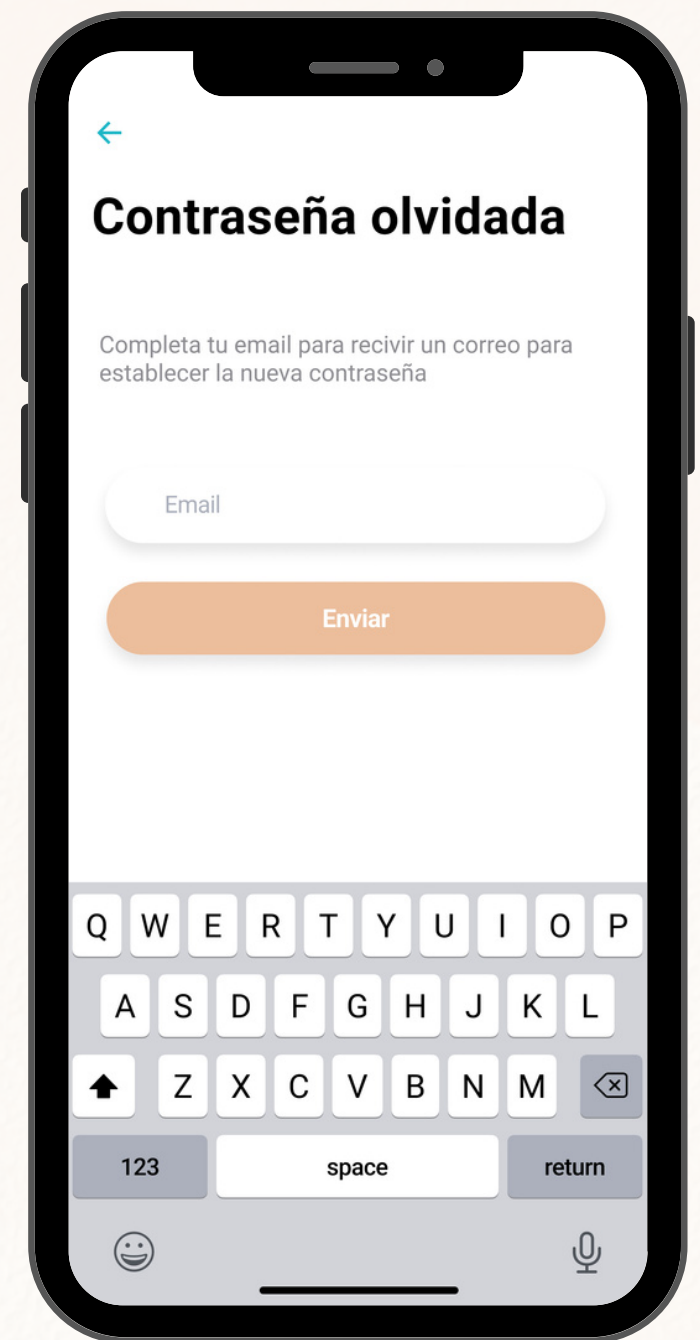 Contraseña olvidada
Completa tu email para recivir un correo para
establecer la nueva contraseña
Email
Enviar
Q W E R T Y U I O P
A S D F G H J K L
Z X C V B N M
123 space return